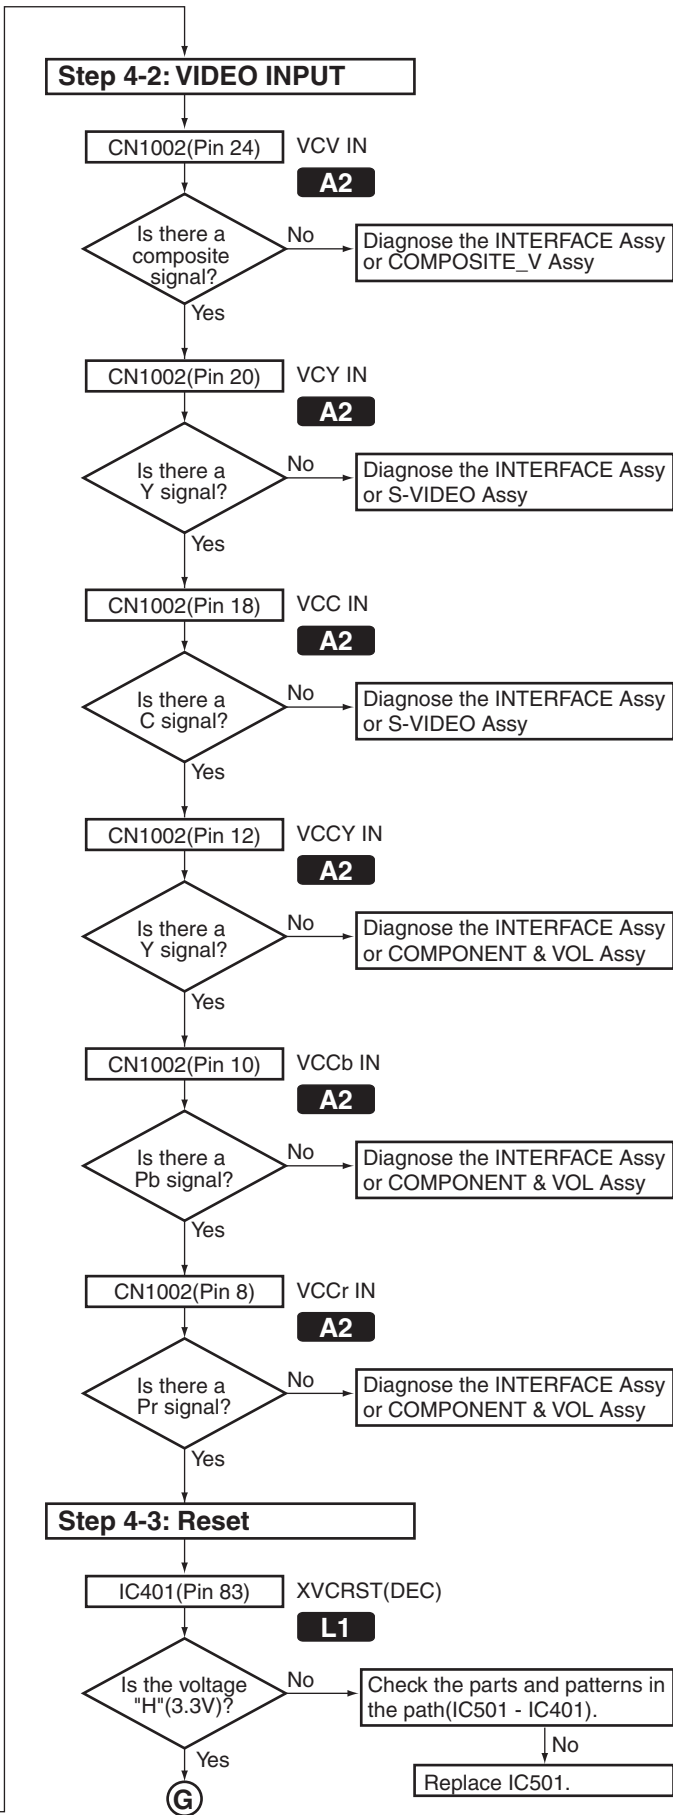 Step 4-2: VIDEO INPUT
CN1002(Pin 24) VCV IN
A2
Is there a
composite
signal?
No
Diagnose the INTERFACE Assy
or COMPOSITE_V Assy
Yes
CN1002(Pin 20) VCY IN
A2
Is there a
Y signal?
No
Diagnose the INTERFACE Assy
or S-VIDEO Assy
Yes
CN1002(Pin 18) VCC IN
A2
Is there a
C signal?
No
Diagnose the INTERFACE Assy
or S-VIDEO Assy
Yes
CN1002(Pin 12) VCCY IN
A2
Is there a
Y signal?
No
Diagnose the INTERFACE Assy
or COMPONENT & VOL Assy
Yes
CN1002(Pin 10) VCCb IN
A2
Is there a
Pb signal?
No
Diagnose the INTERFACE Assy
or COMPONENT & VOL Assy
Yes
CN1002(Pin 8) VCCr IN
A2
Is there a
Pr signal?
No
Diagnose the INTERFACE Assy
or COMPONENT & VOL Assy
Yes
Step 4-3: Reset
IC401(Pin 83) XVCRST(DEC)
L1
Is the voltage
"H"(3.3V)?
No
Check the parts and patterns in
the path(IC501 - IC401).
No
Replace IC501.
Yes
G